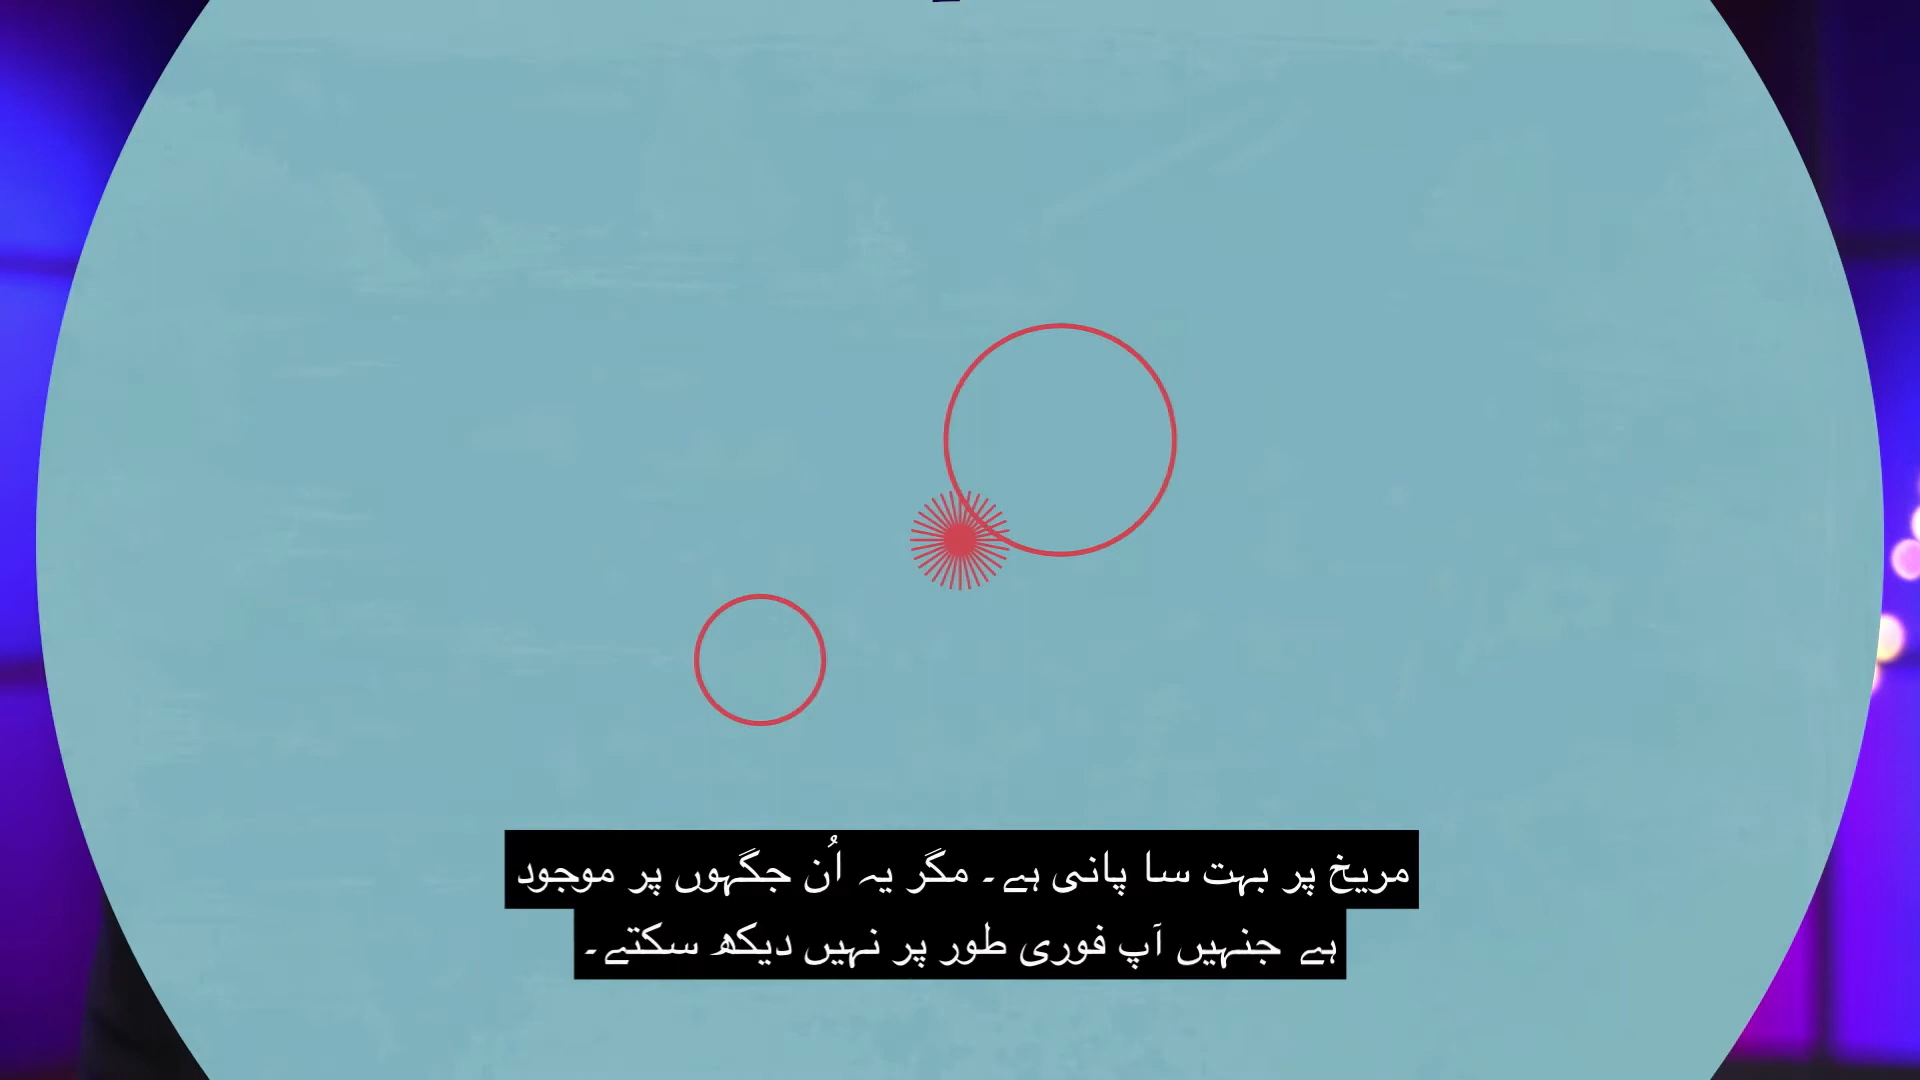 مریخ پر بہت سا پانی ہے۔ مگر یہ اُن جگہوں پر موجود
ہے جنہیں آپ فوری طور پر نہیں دیکھ سکتے۔